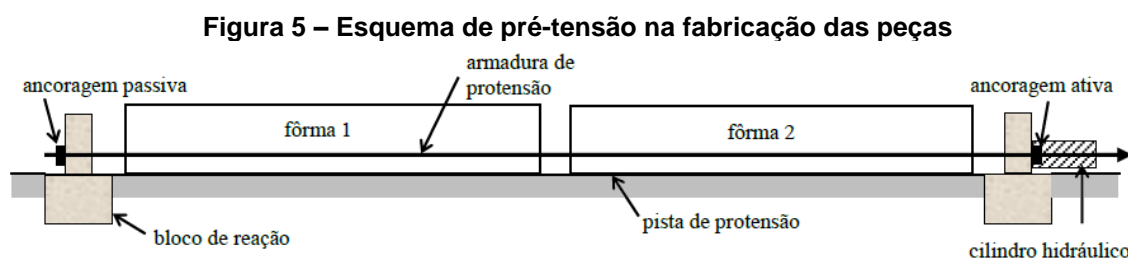 Figura 5 – Esquema de pré-tensão na fabricação das peças
armadura de
protensão
ancoragem passiva
ancoragem ativa
fôrma 1
fôrma 2
bloco de reação
pista de protensão
cilindro hidráulico